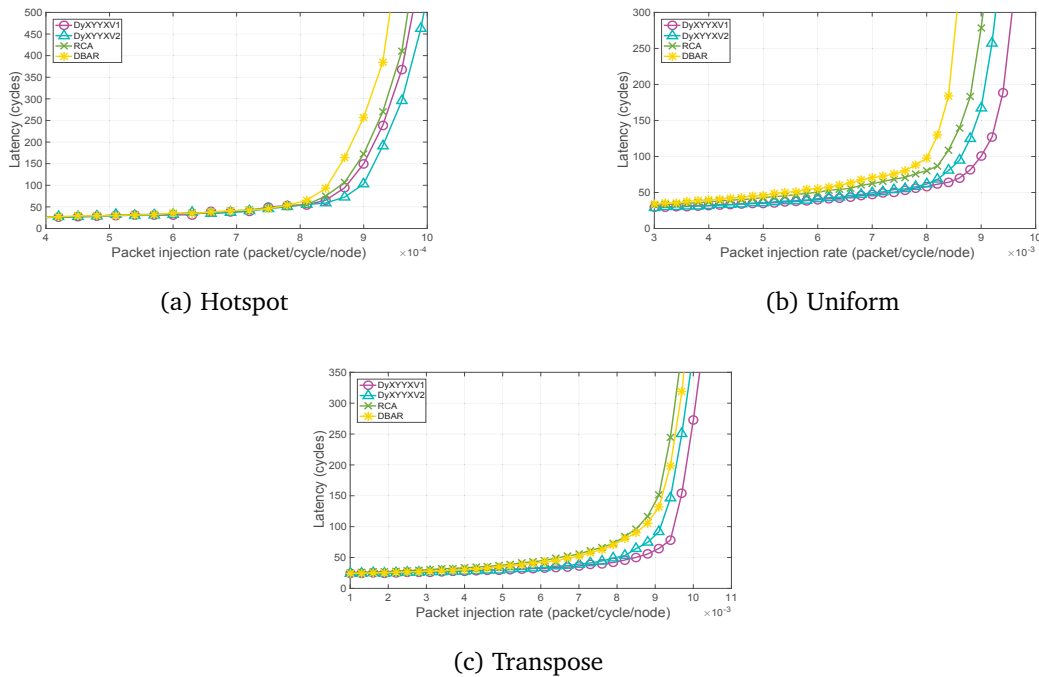 500
450
400
350
300
250
200
150
100
50
0
4 5 6 7 8 9 10
Latency (cycles)
Packet injection rate (packet/cycle/node)
×10-4
DyXYYXV1
DyXYYXV2
RCA
DBAR
(a) Hotspot
300
250
200
150
100
50
0
3 4 5 6 7 8 9 10
Latency (cycles)
Packet injection rate (packet/cycle/node)
×10-3
DyXYYXV1
DyXYYXV2
RCA
DBAR
(b) Uniform
350
300
250
200
150
100
50
0
1 2 3 4 5 6 7 8 9 10 11
Latency (cycles)
Packet injection rate (packet/cycle/node)
×10-3
DyXYYXV1
DyXYYXV2
RCA
DBAR
(c) Transpose